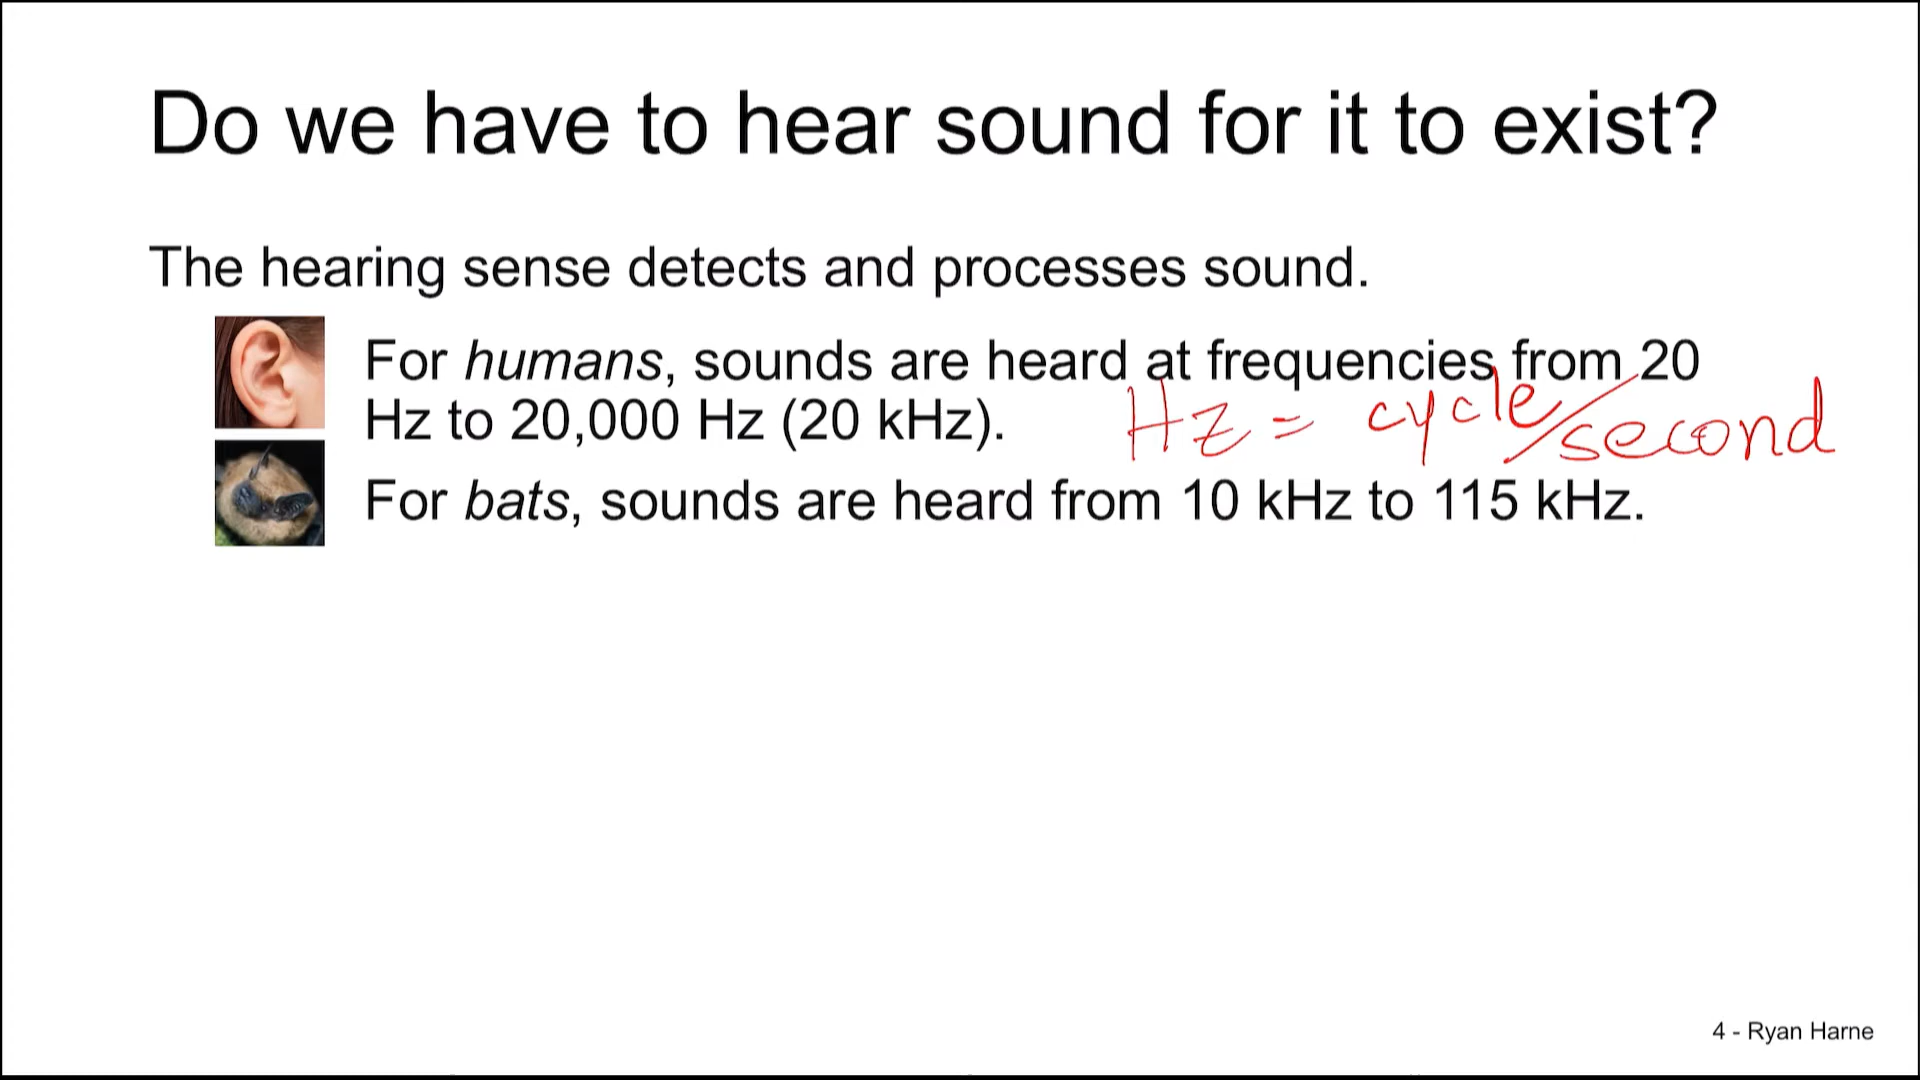 Do we have to hear sound for it to exist?
The hearing sense detects and processes sound.
For humans, sounds are heard at frequencies from 20
Hz to 20,000 Hz (20 kHz).
Hz = cycle/second
For bats, sounds are heard from 10 kHz to 115 kHz.
4 - Ryan Harne